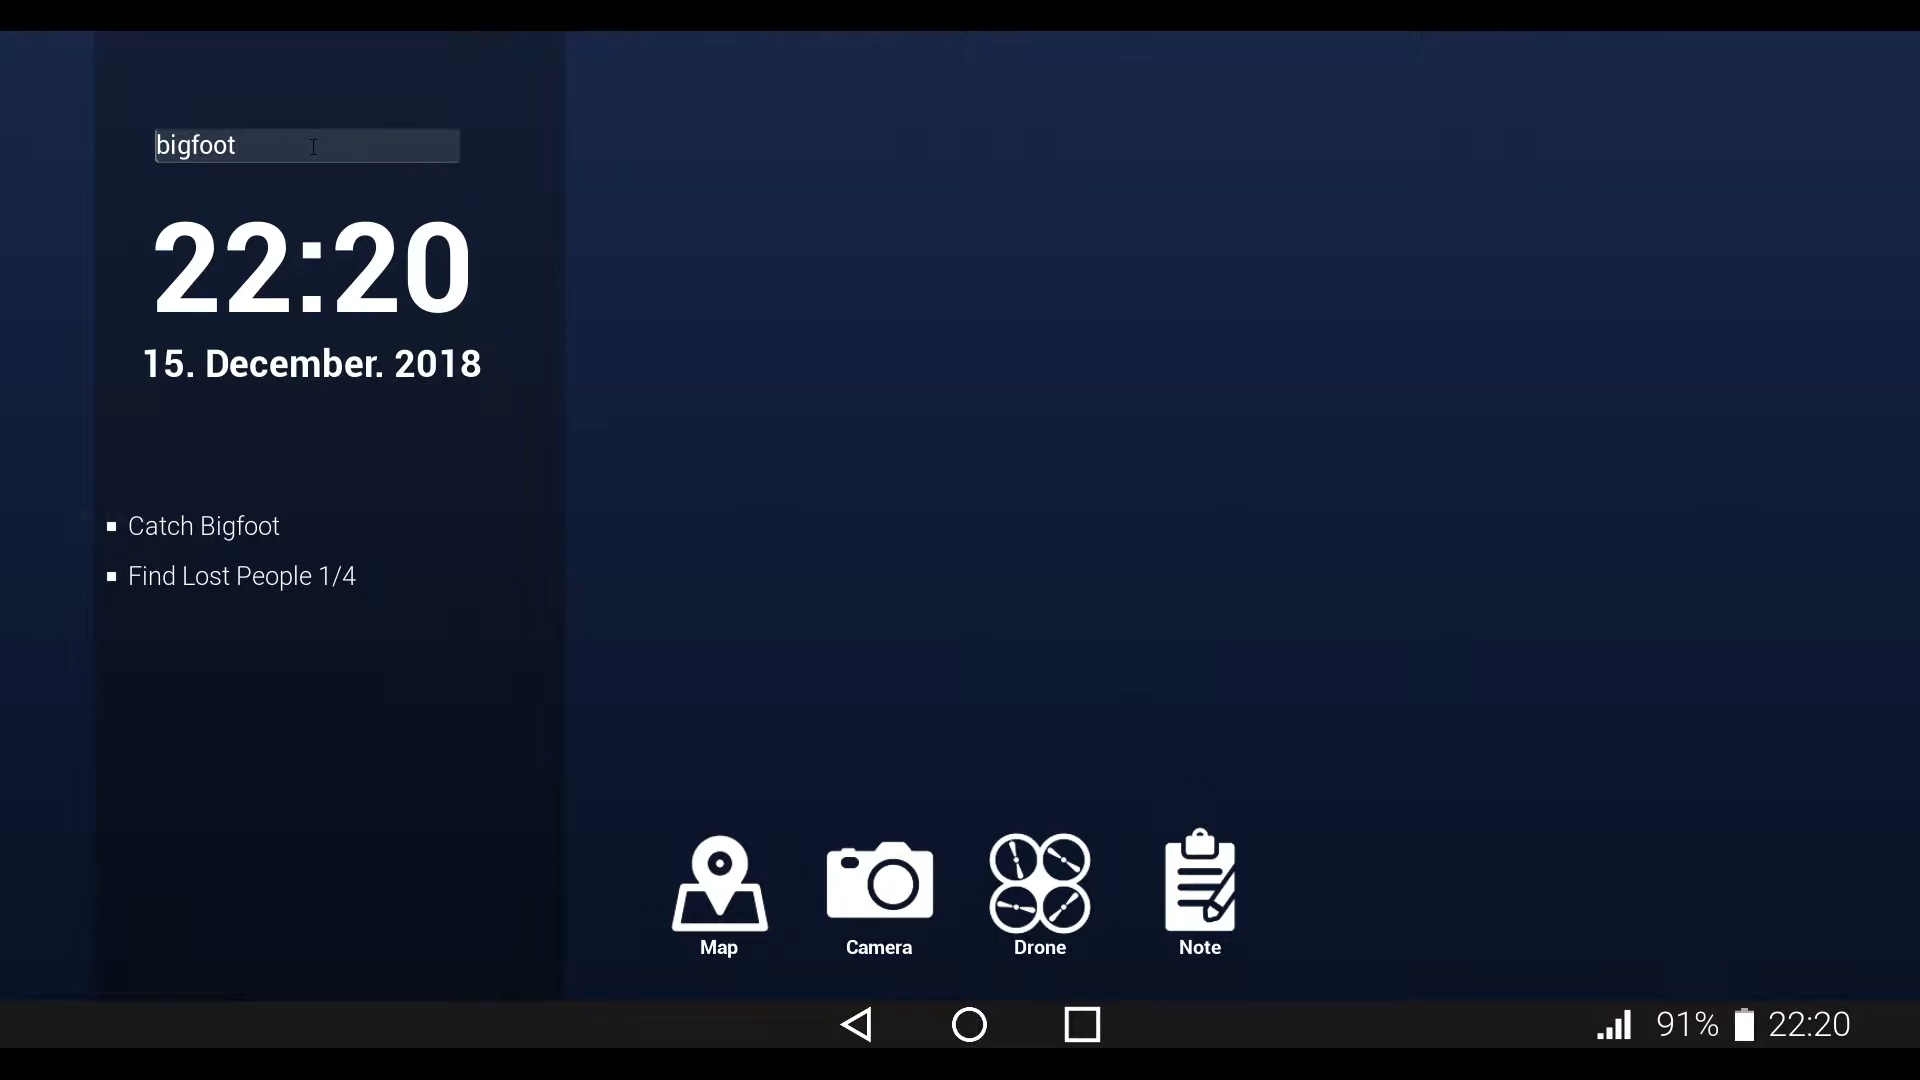 bigfoot
22:20
15. December. 2018
Catch Bigfoot
Find Lost People 1/4
Map Camera Drone Note
91% 22:20